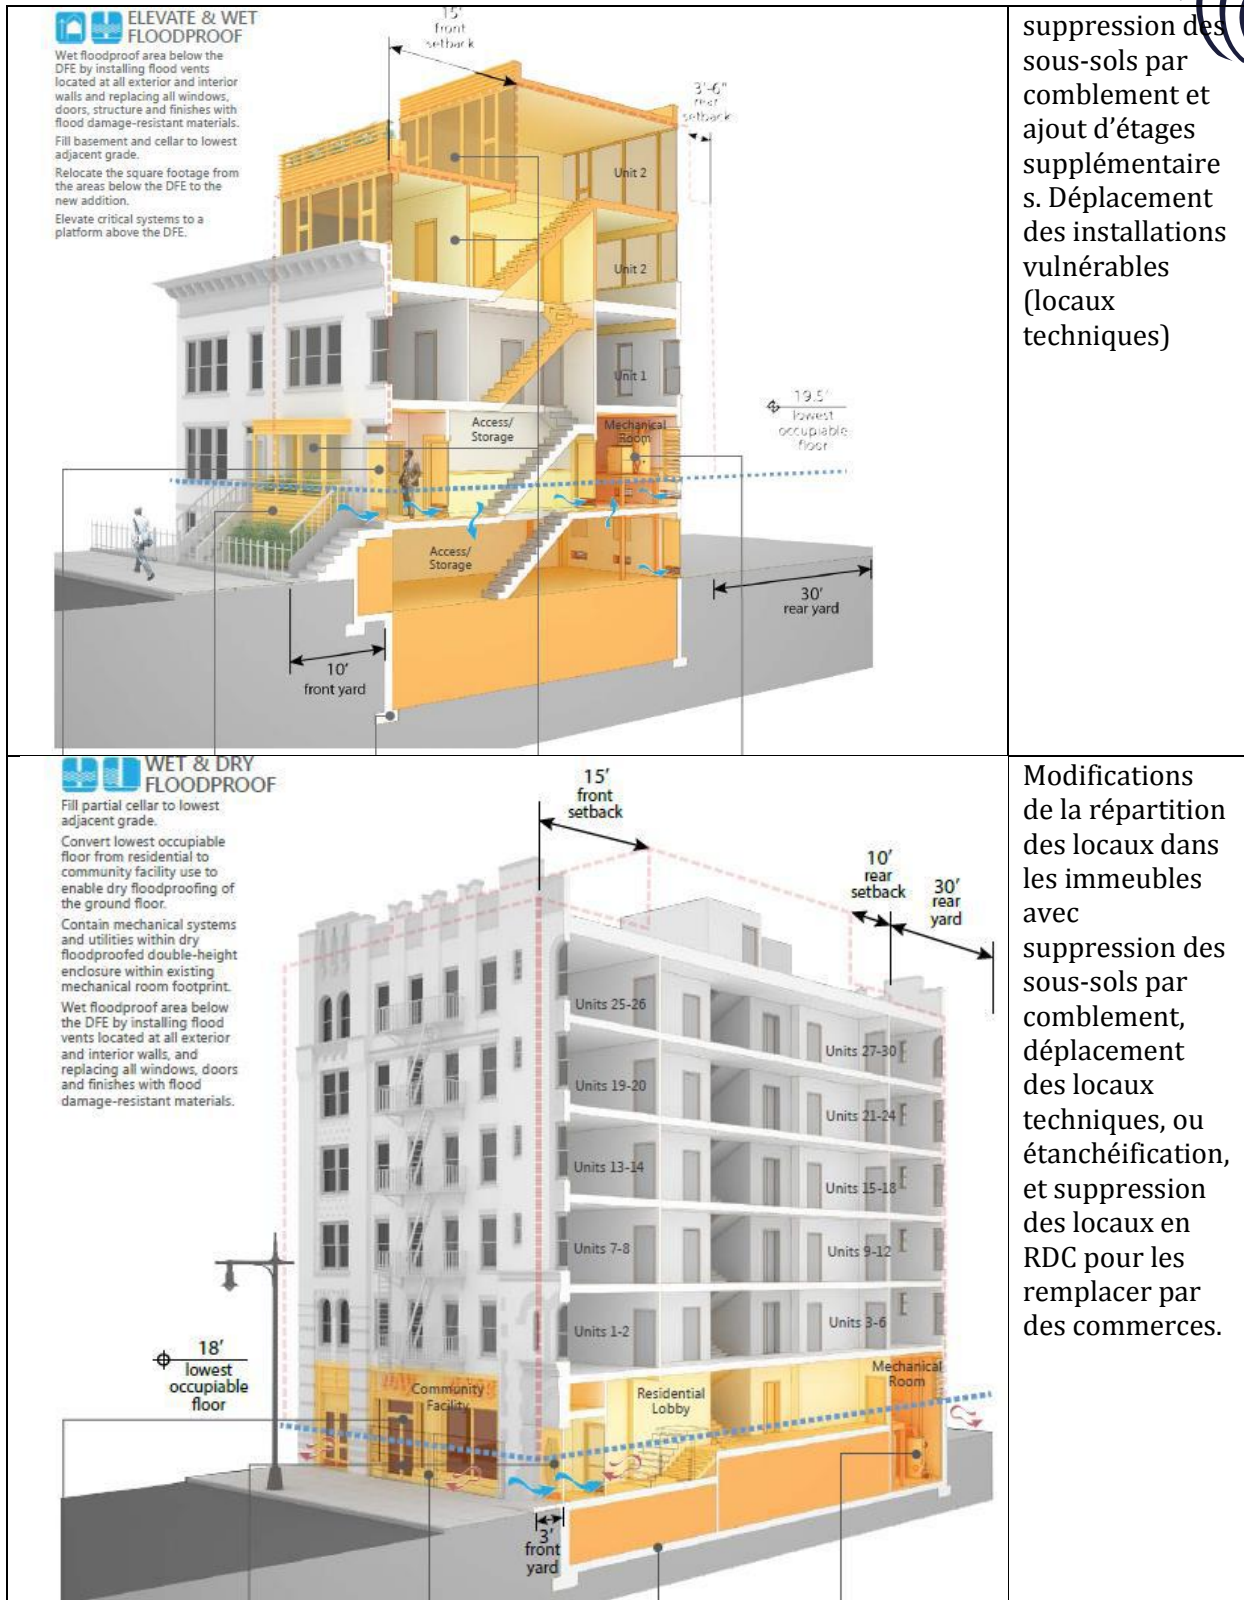 ELEVATE & WET
FLOODPROOF
Wet floodproof area below the
DFE by installing flood vents
located at all exterior and interior
walls and replacing all windows,
doors, structure and finishes with
flood damage-resistant materials.
Fill basement and cellar to lowest
adjacent grade.
Relocate the square footage from
the areas below the DFE to the
new addition.
Elevate critical systems to a
platform above the DFE.
15'
front
setback
3'-6"
rear
setback
Unit 2
Unit 2
Unit 1
19.5'
lowest
occupiable
floor
Access/
Storage
Mechanical
Room
Access/
Storage
30'
rear yard
10'
front yard
suppression des
sous-sols par
comblement et
ajout d’étages
supplémentaire
s. Déplacement
des installations
vulnérables
(locaux
techniques)
WET & DRY
FLOODPROOF
Fill partial cellar to lowest
adjacent grade.
Convert lowest occupiable
floor from residential to
community facility use to
enable dry floodproofing of
the ground floor.
Contain mechanical systems
and utilities within dry
floodproofed double-height
enclosure within existing
mechanical room footprint.
Wet floodproof area below
the DFE by installing flood
vents located at all exterior
and interior walls, and
replacing all windows, doors
and finishes with flood
damage-resistant materials.
15'
front
setback
10'
rear
setback
30'
rear
yard
Units 25-26
Units 27-30
Units 19-20
Units 21-24
Units 13-14
Units 15-18
Units 7-8
Units 9-12
Units 1-2
Units 3-6
18'
lowest
occupiable
floor
Community
Facility
Residential
Lobby
Mechanical
Room
3'
front
yard
Modifications
de la répartition
des locaux dans
les immeubles
avec
suppression des
sous-sols par
comblement,
déplacement
des locaux
techniques, ou
étanchéification,
et suppression
des locaux en
RDC pour les
remplacer par
des commerces.